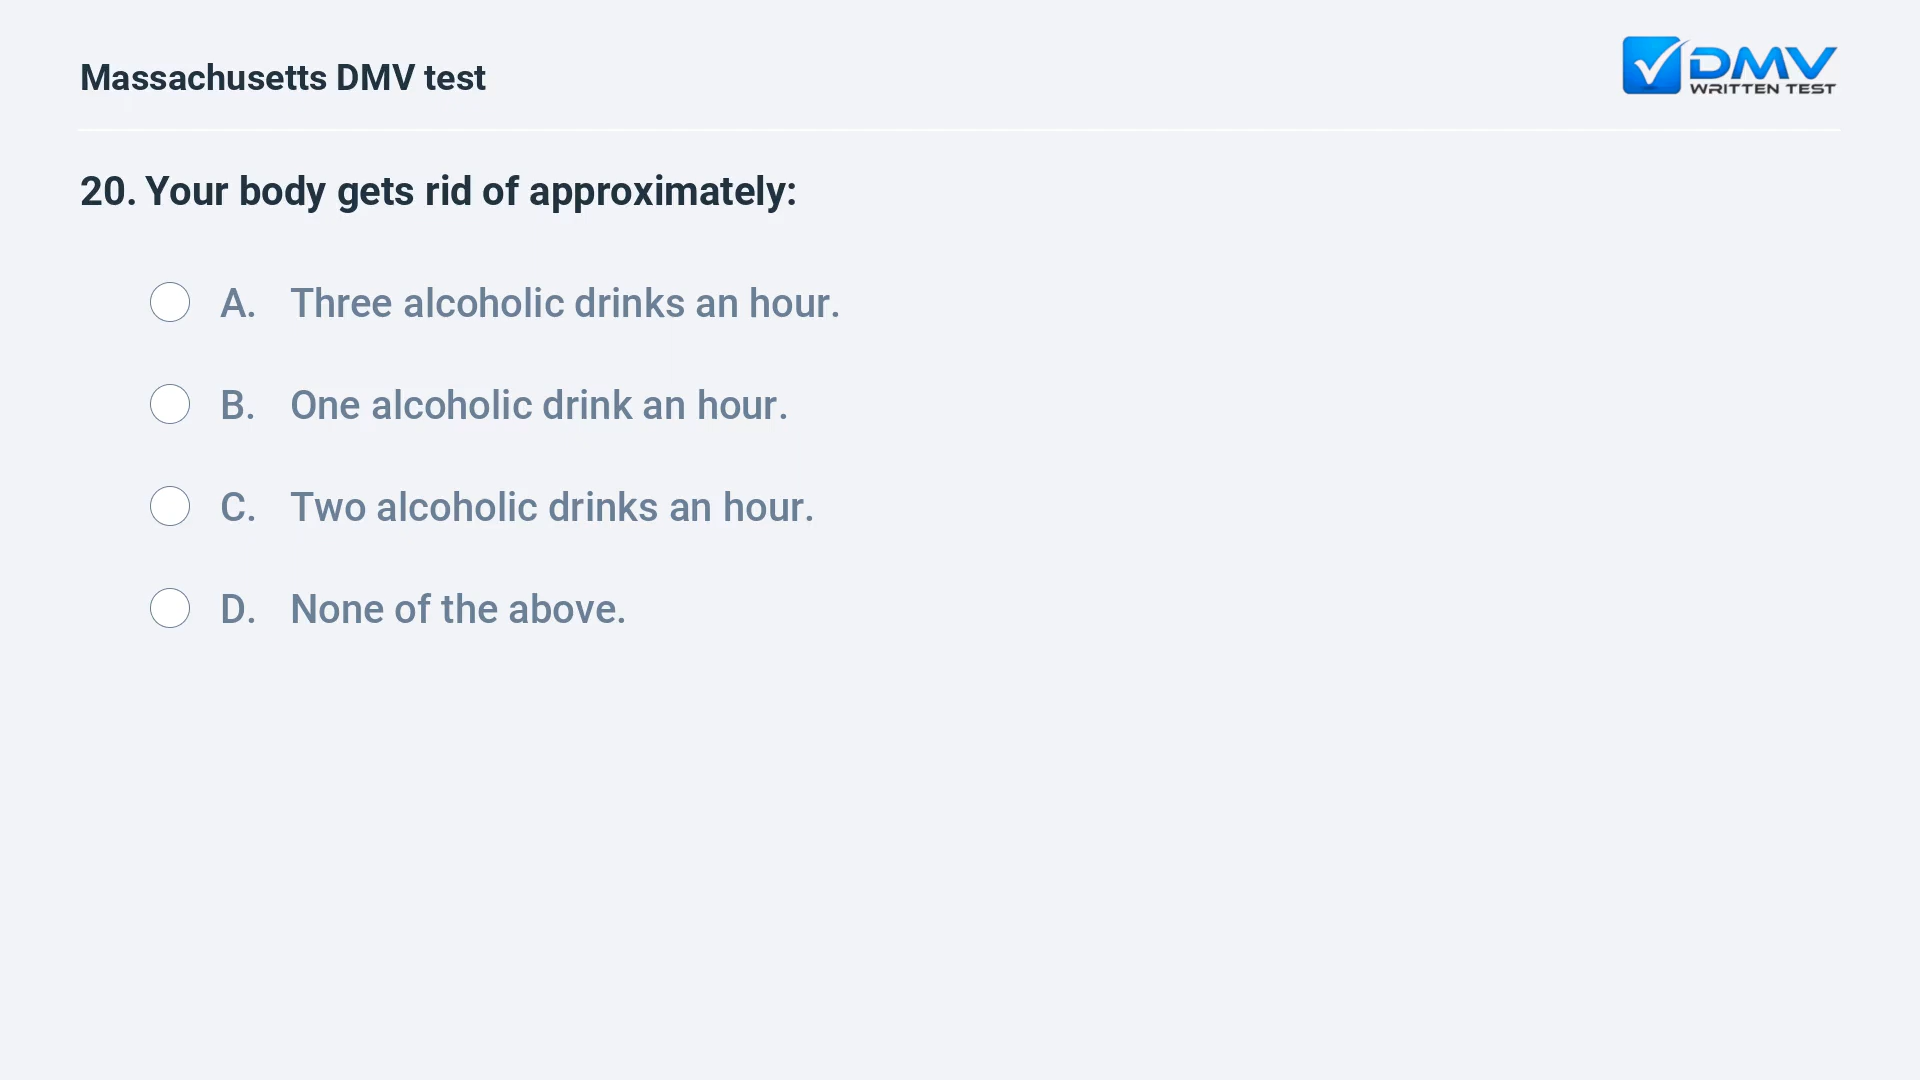 Massachusetts DMV test
DMV
WRITTEN TEST
20. Your body gets rid of approximately:
A. Three alcoholic drinks an hour.
B. One alcoholic drink an hour.
C. Two alcoholic drinks an hour.
D. None of the above.